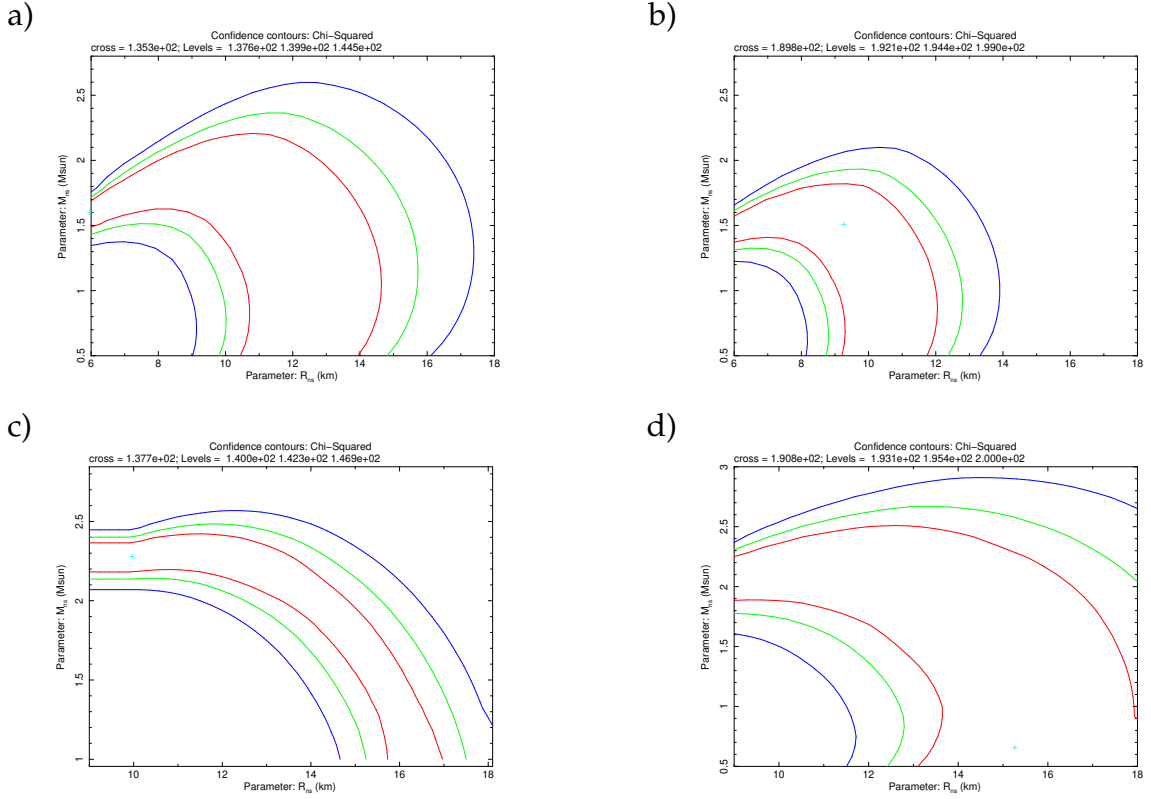 a)
Confidence contours: Chi−Squared
cross = 1.353e+02; Levels = 1.376e+02 1.399e+02 1.445e+02
Parameter: Mns (Msun)
2.5
2
1.5
1
0.5
6 8 10 12 14 16 18
Parameter: Rns (km)
b)
Confidence contours: Chi−Squared
cross = 1.898e+02; Levels = 1.921e+02 1.944e+02 1.990e+02
Parameter: Mns (Msun)
2.5
2
1.5
1
0.5
6 8 10 12 14 16 18
Parameter: Rns (km)
c)
Confidence contours: Chi−Squared
cross = 1.377e+02; Levels = 1.400e+02 1.423e+02 1.469e+02
Parameter: Mns (Msun)
2.5
2
1.5
1
10 12 14 16 18
Parameter: Rns (km)
d)
Confidence contours: Chi−Squared
cross = 1.908e+02; Levels = 1.931e+02 1.954e+02 2.000e+02
Parameter: Mns (Msun)
3
2.5
2
1.5
1
0.5
10 12 14 16 18
Parameter: Rns (km)